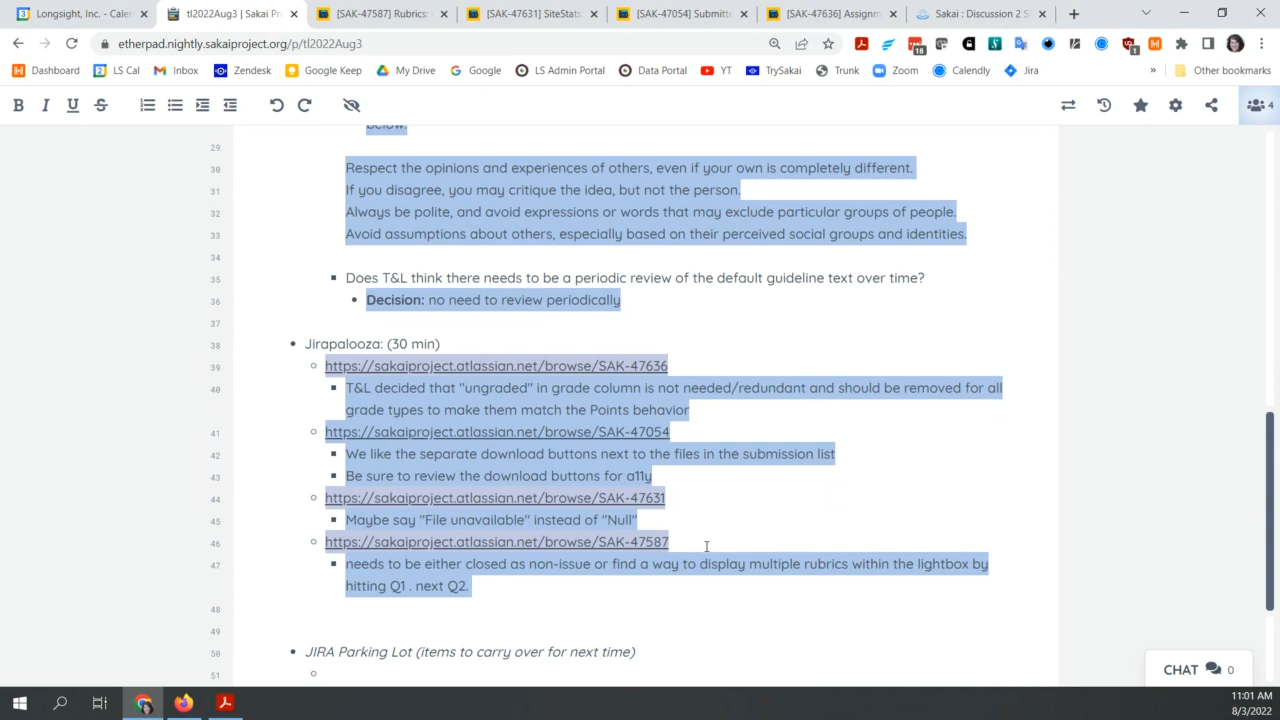 Longsight, Inc. - Calen
tl2022Aug3 | Sakai Pr
[SAK-47587] Rubrics:
[SAK-47631] SiteStats
[SAK-47054] Submitte
[SAK-47636] Assignm
Sakai : Discussion 2 S
etherpad.nightly.sakaiproject.org/p/tl2022Aug3
18
1
Dashboard
LS Cal
Inbox
Zendesk
Google Keep
My Drive
Google
LS Admin Portal
Data Portal
YT
TrySakai
Trunk
Zoom
Calendly
Jira
»
Other bookmarks
B I U S
4
below.
29
30 Respect the opinions and experiences of others, even if your own is completely different.
31 If you disagree, you may critique the idea, but not the person.
32 Always be polite, and avoid expressions or words that may exclude particular groups of people.
33 Avoid assumptions about others, especially based on their perceived social groups and identities.
34
35 Does T&L think there needs to be a periodic review of the default guideline text over time?
36 Decision: no need to review periodically
37
38 Jirapalooza: (30 min)
39 https://sakaiproject.atlassian.net/browse/SAK-47636
40 T&L decided that "ungraded" in grade column is not needed/redundant and should be removed for all
grade types to make them match the Points behavior
41 https://sakaiproject.atlassian.net/browse/SAK-47054
42 We like the separate download buttons next to the files in the submission list
43 Be sure to review the download buttons for a11y
44 https://sakaiproject.atlassian.net/browse/SAK-47631
45 Maybe say "File unavailable" instead of "Null"
46 https://sakaiproject.atlassian.net/browse/SAK-47587
47 needs to be either closed as non-issue or find a way to display multiple rubrics within the lightbox by
hitting Q1 . next Q2.
48
49
50 JIRA Parking Lot (items to carry over for next time)
51
CHAT 0
11:01 AM
8/3/2022